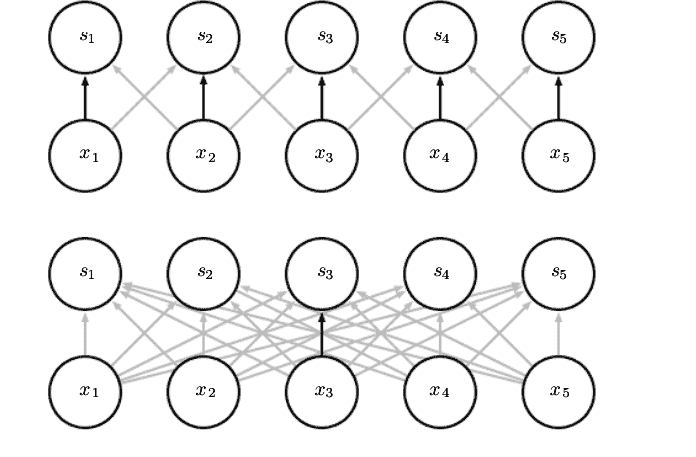 s₁ s₂ s₃ s₄ s₅
x₁ x₂ x₃ x₄ x₅
s₁ s₂ s₃ s₄ s₅
x₁ x₂ x₃ x₄ x₅